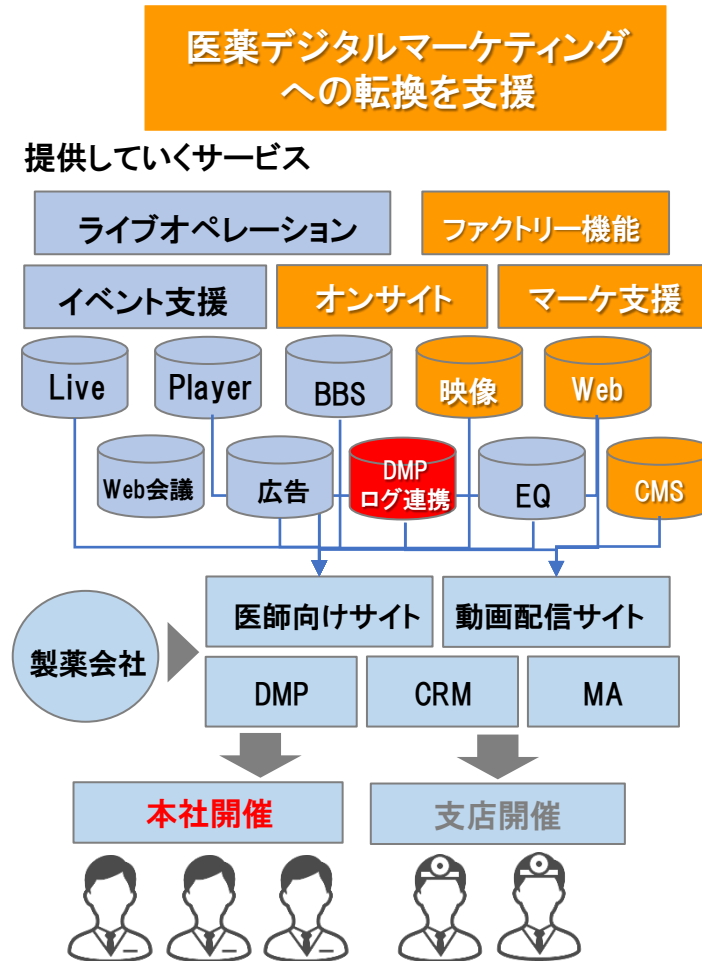 医薬デジタルマーケティング
への転換を支援
提供していくサービス
ライブオペレーション
ファクトリー機能
イベント支援
オンサイト
マーケ支援
Live
Player
BBS
映像
Web
Web会議
広告
DMP
ログ連携
EQ
CMS
製薬会社
医師向けサイト
動画配信サイト
DMP
CRM
MA
本社開催
支店開催